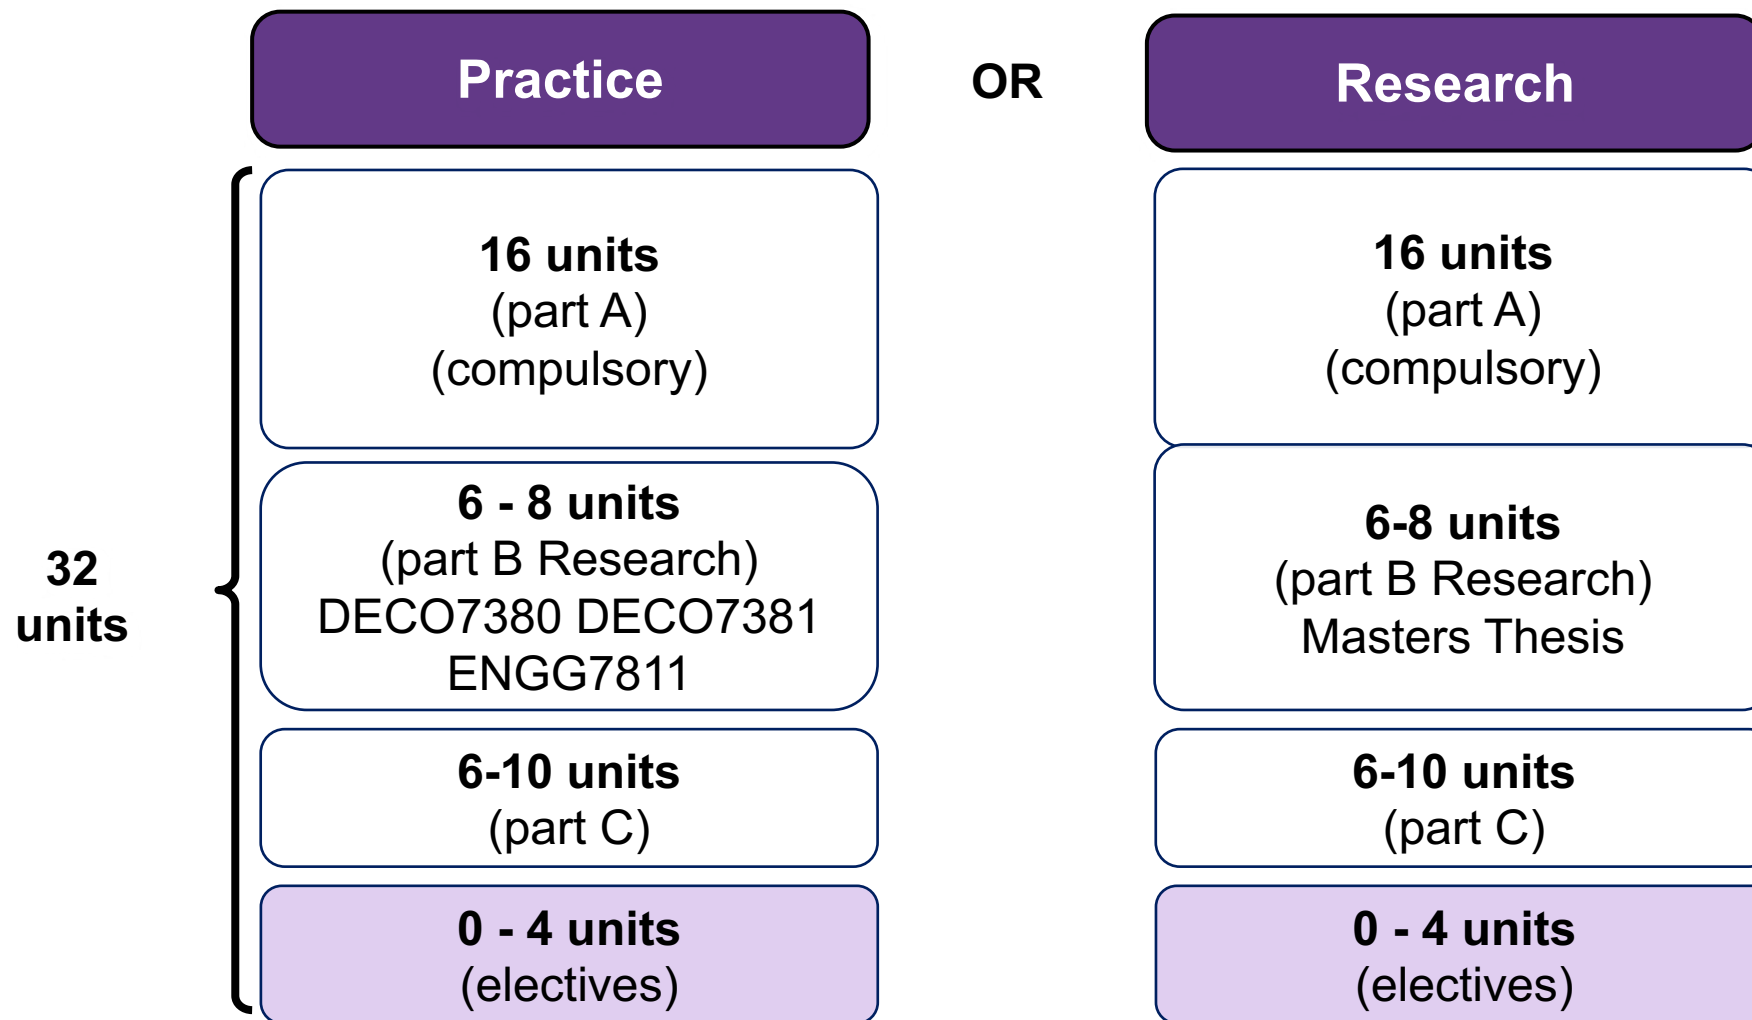 Practice
OR
Research
32
units
16 units
(part A)
(compulsory)
6 - 8 units
(part B Research)
DECO7380 DECO7381
ENGG7811
6-10 units
(part C)
0 - 4 units
(electives)
16 units
(part A)
(compulsory)
6-8 units
(part B Research)
Masters Thesis
6-10 units
(part C)
0 - 4 units
(electives)